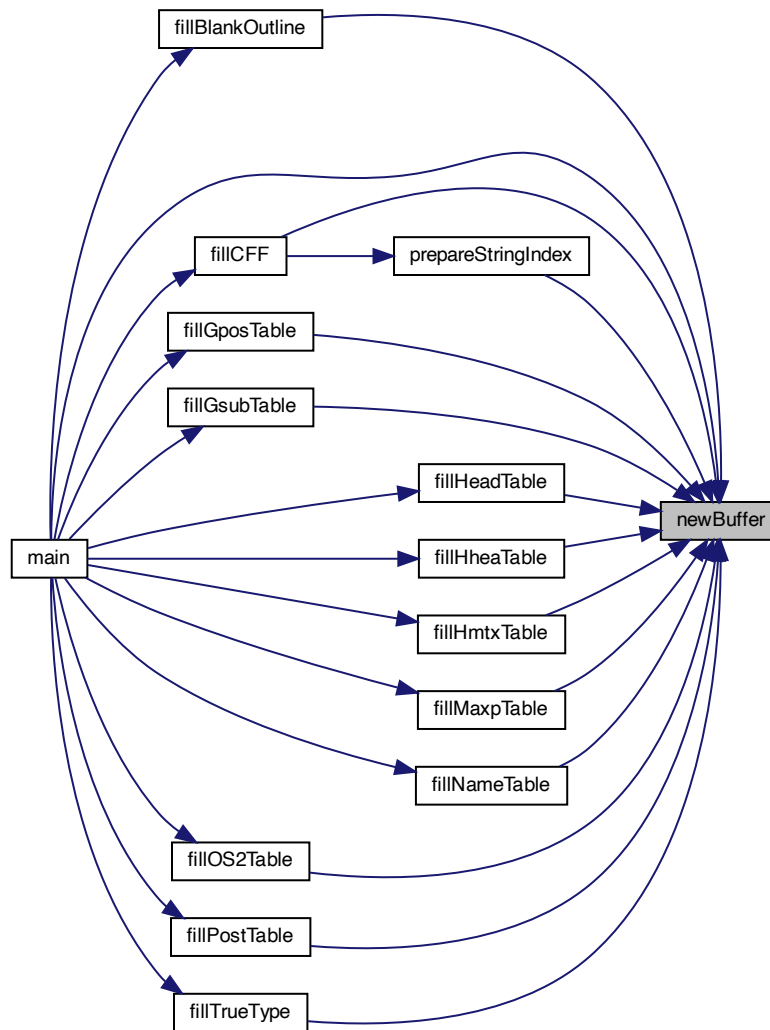 fillBlankOutline
fillCFF
prepareStringIndex
fillGposTable
fillGsubTable
fillHeadTable
newBuffer
main
fillHheaTable
fillHmtxTable
fillMaxpTable
fillNameTable
fillOS2Table
fillPostTable
fillTrueType